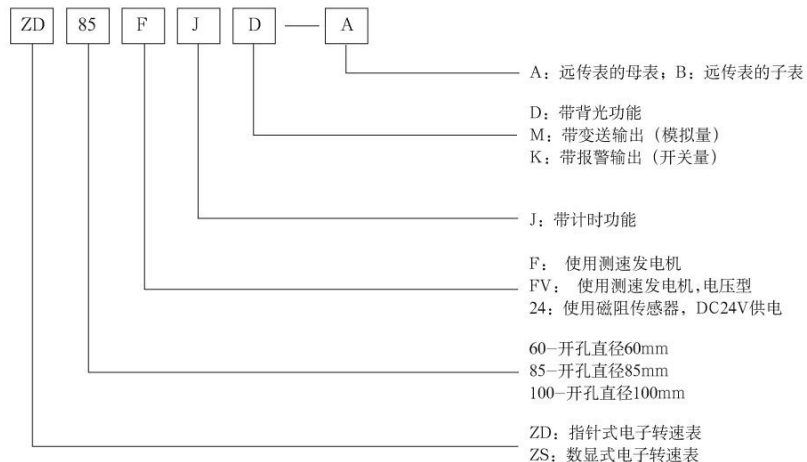 ZD 85 F J D — A
A：远传表的母表；B：远传表的子表
D：带背光功能
M：带变送输出（模拟量）
K：带报警输出（开关量）
J：带计时功能
F： 使用测速发电机
FV： 使用测速发电机,电压型
24：使用磁阻传感器，DC24V供电
60—开孔直径60mm
85—开孔直径85mm
100—开孔直径100mm
ZD：指针式电子转速表
ZS：数显式电子转速表